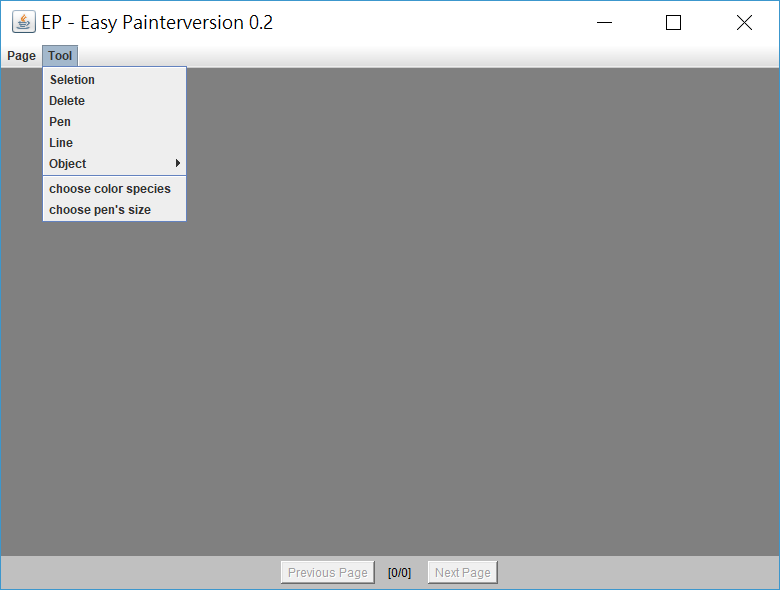 EP - Easy Painterversion 0.2
Page Tool
Seletion
Delete
Pen
Line
Object
choose color species
choose pen's size
Previous Page [0/0] Next Page